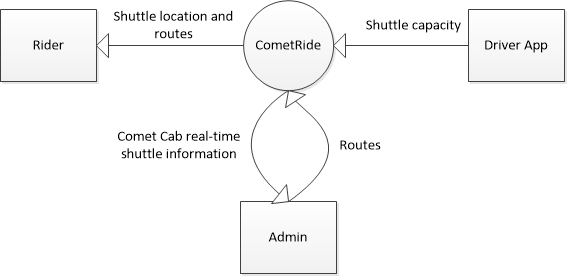 Shuttle location and
routes
Shuttle capacity
Rider
CometRide
Driver App
Comet Cab real-time
shuttle information
Routes
Admin